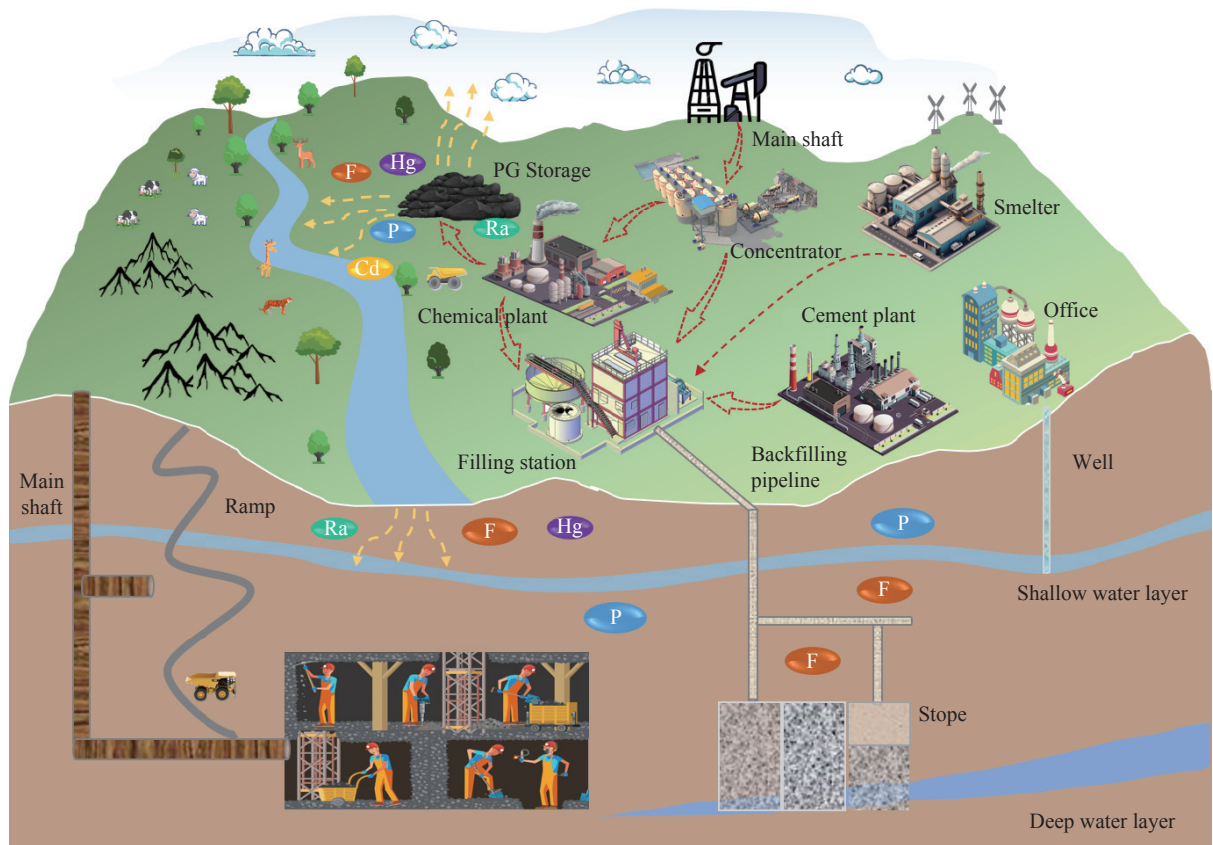 Main shaft
Hg
F
PG Storage
Ra
P
Smelter
Concentrator
Cd
Chemical plant
Cement plant
Office
Filling station
Backfilling
pipeline
Well
Main
shaft
Ramp
Ra
F
Hg
P
Shallow water layer
F
P
F
Stope
Deep water layer